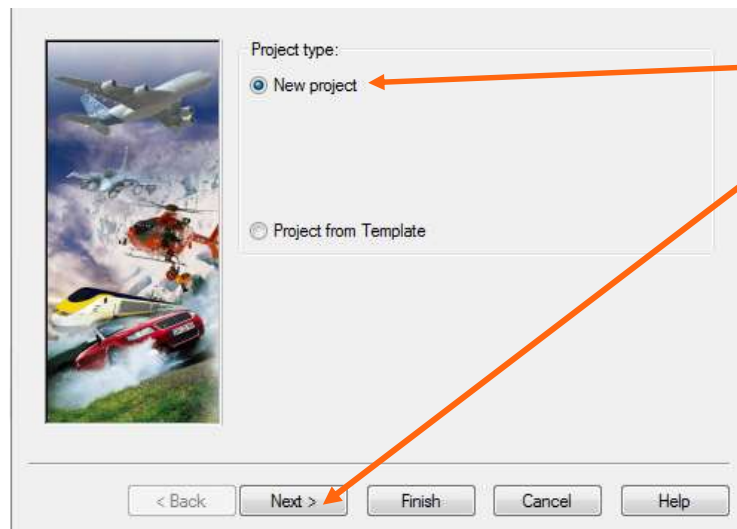 Project type:
New project
Project from Template
< Back Next > Finish Cancel Help